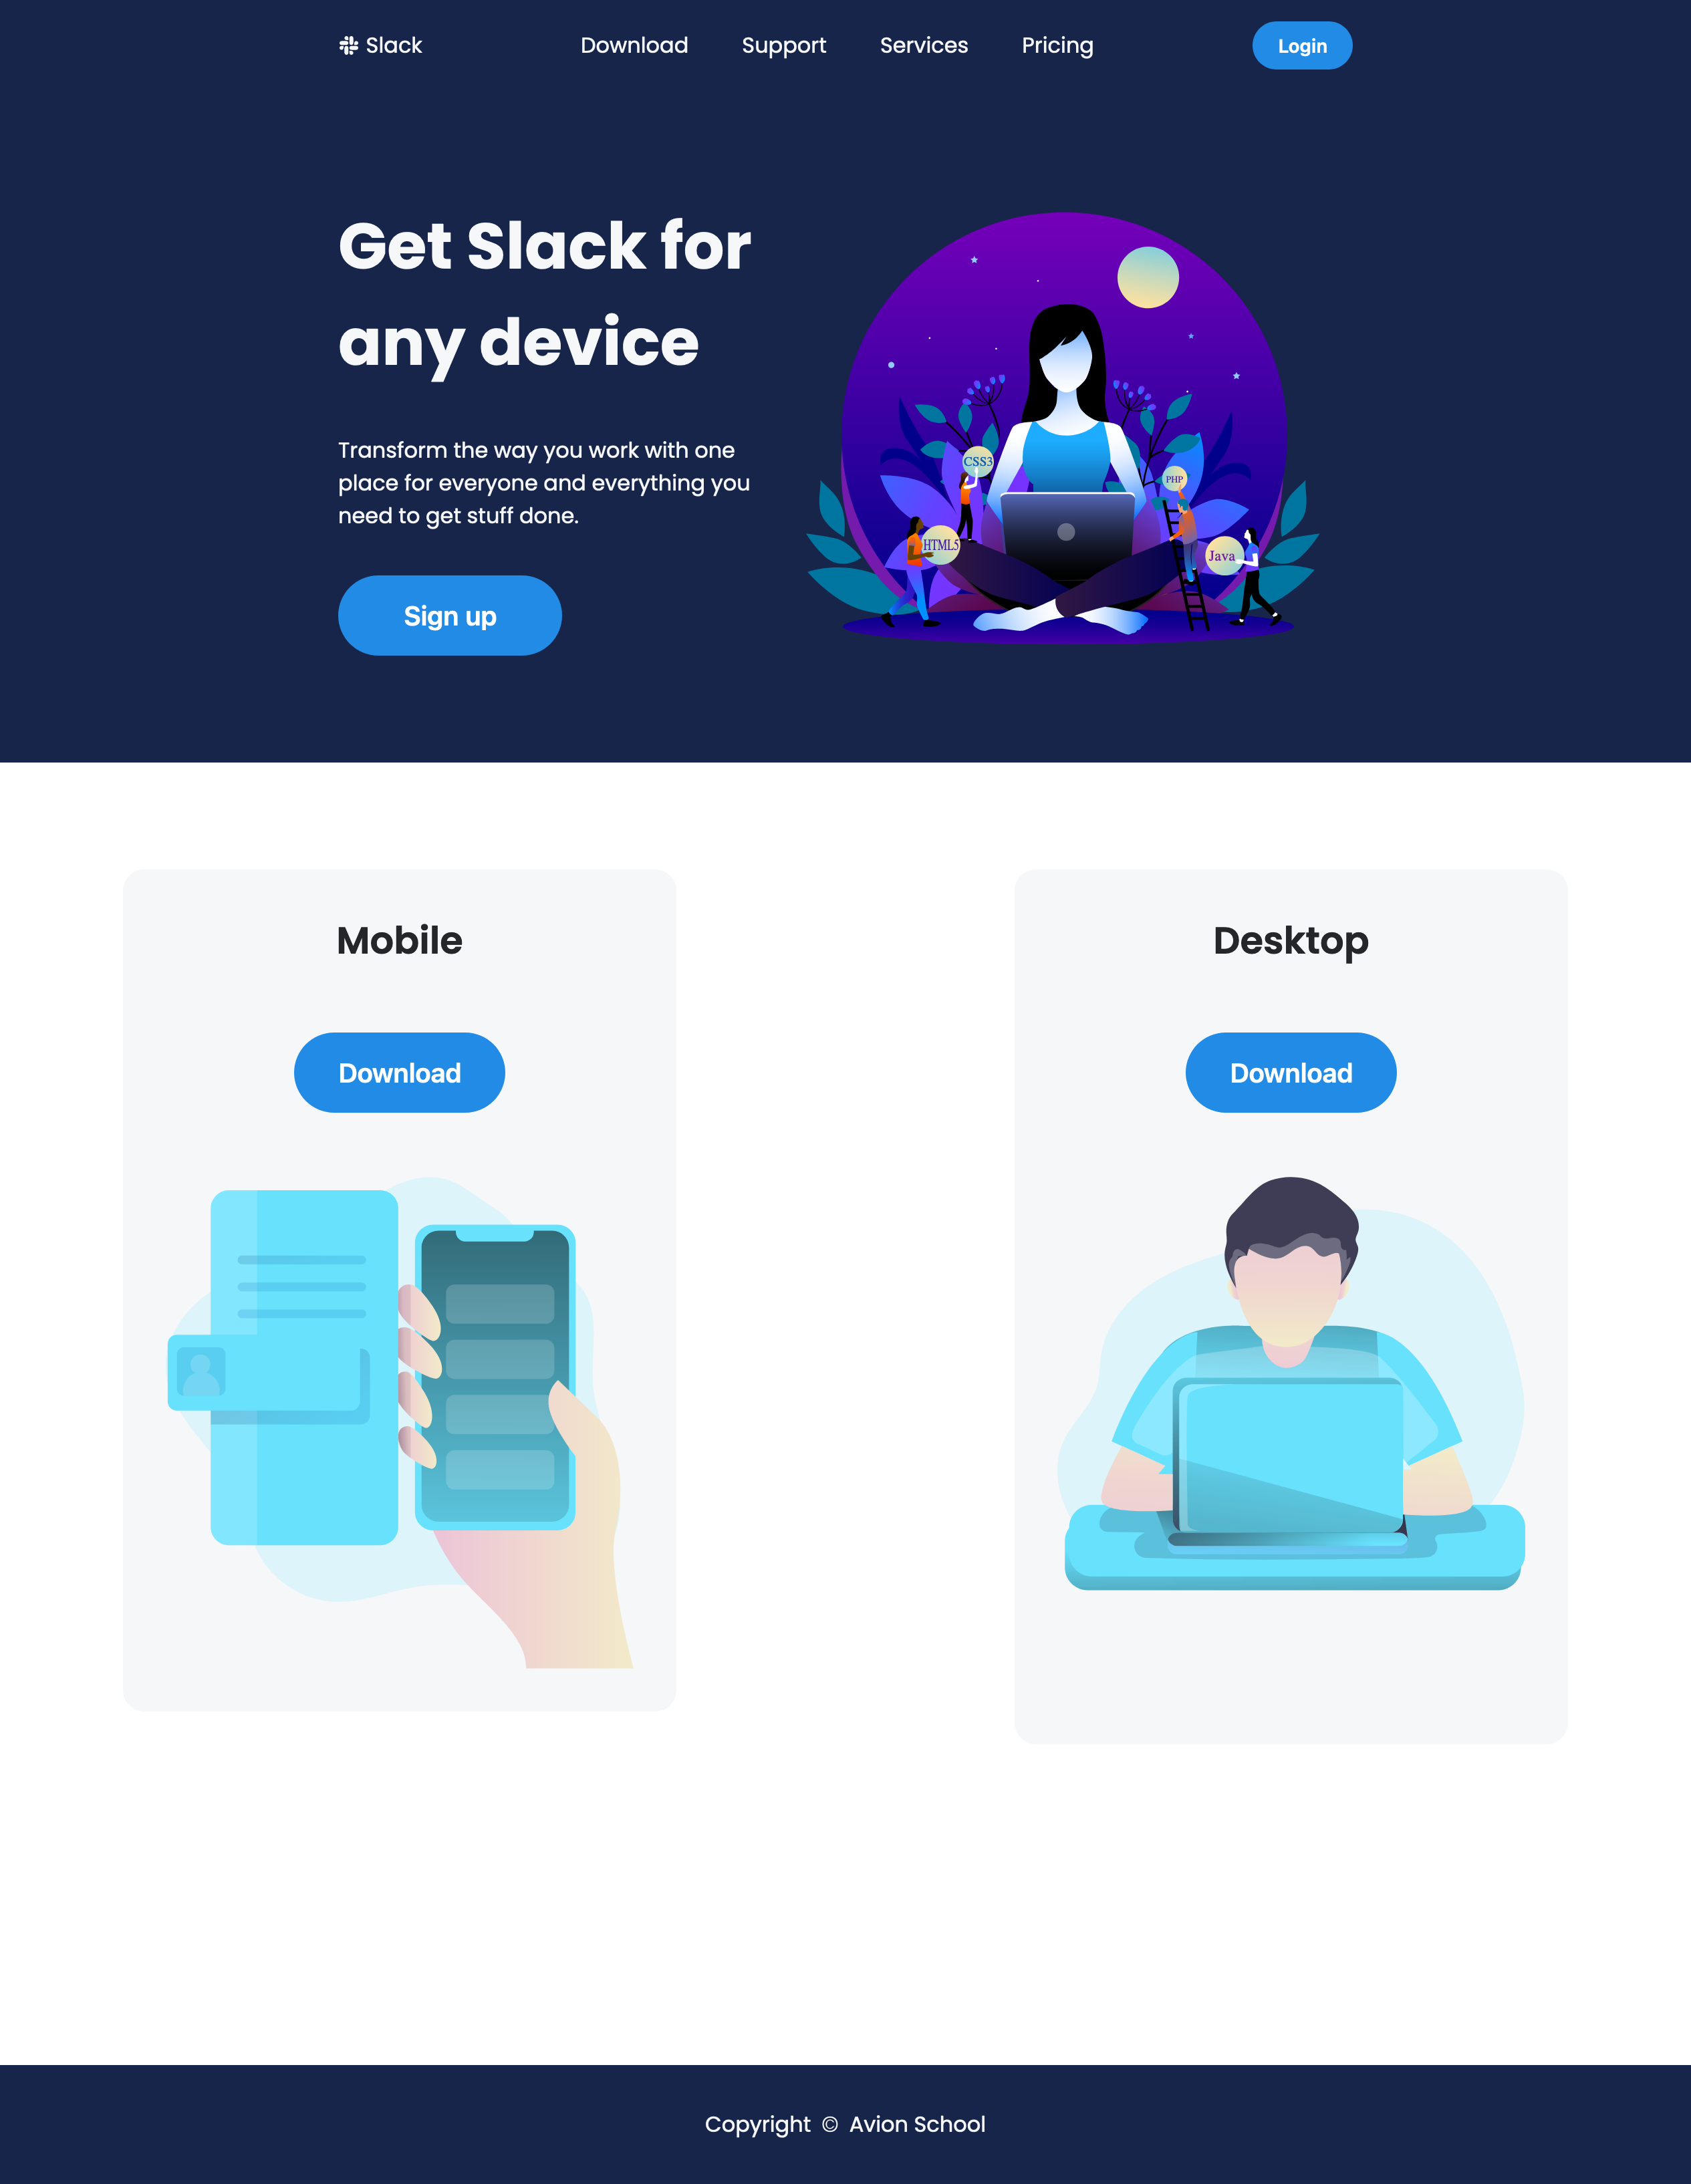 Slack
Download
Support
Services
Pricing
Login
Get Slack for
any device
Transform the way you work with one
place for everyone and everything you
need to get stuff done.
Sign up
CSS3
PHP
HTML5
Java
Mobile
Download
Desktop
Download
Copyright © Avion School